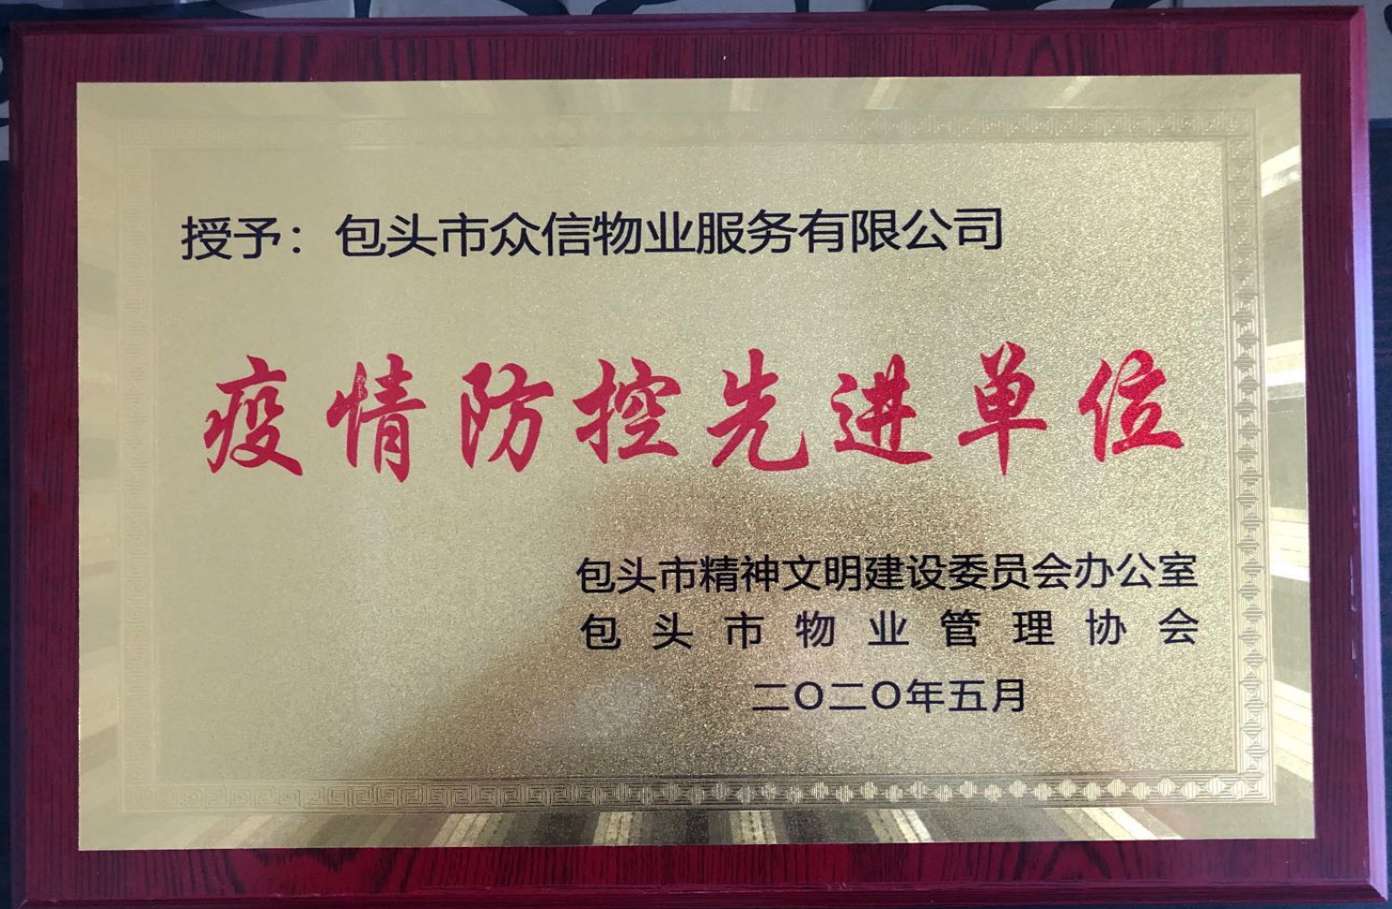 授予：包头市众信物业服务有限公司
疫情防控先进单位
包头市精神文明建设委员会办公室
包头市物业管理协会
二〇二〇年五月